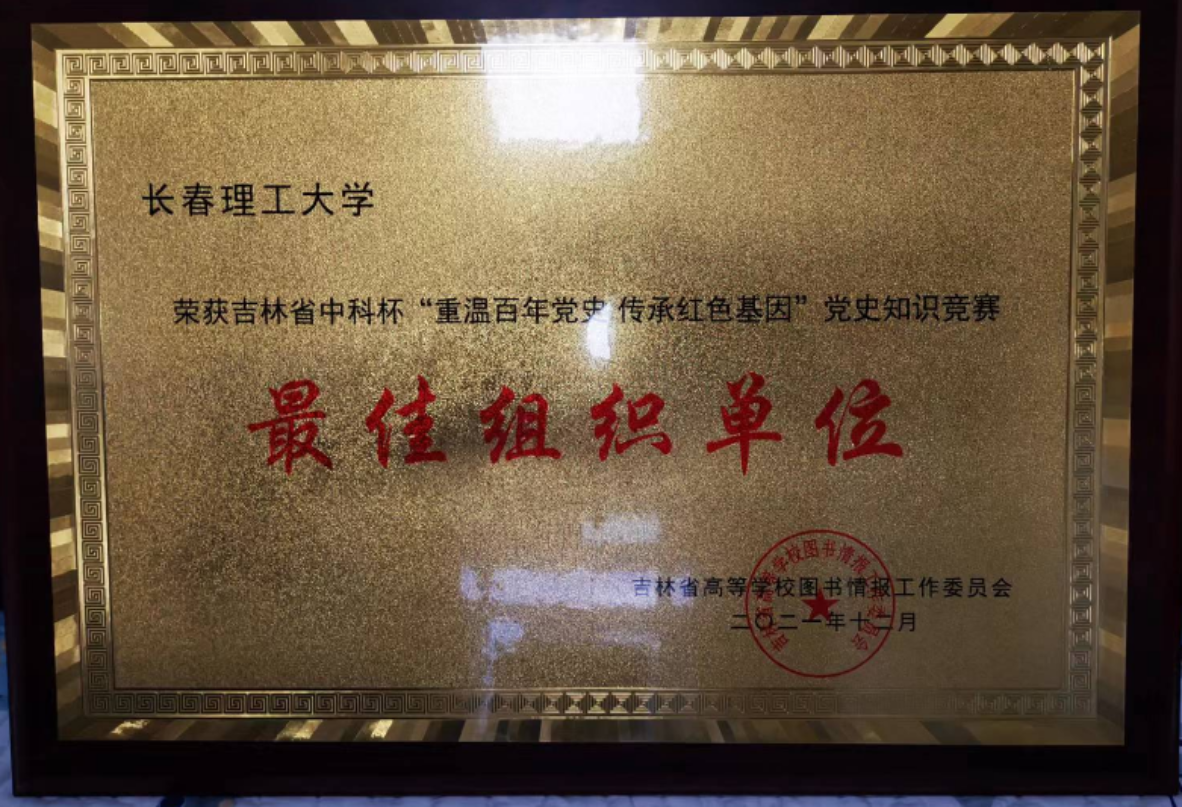 长春理工大学
荣获吉林省中科杯“重温百年党史 传承红色基因”党史知识竞赛
最佳组织单位
吉林省高等学校图书情报工作委员会
二〇二一年十二月